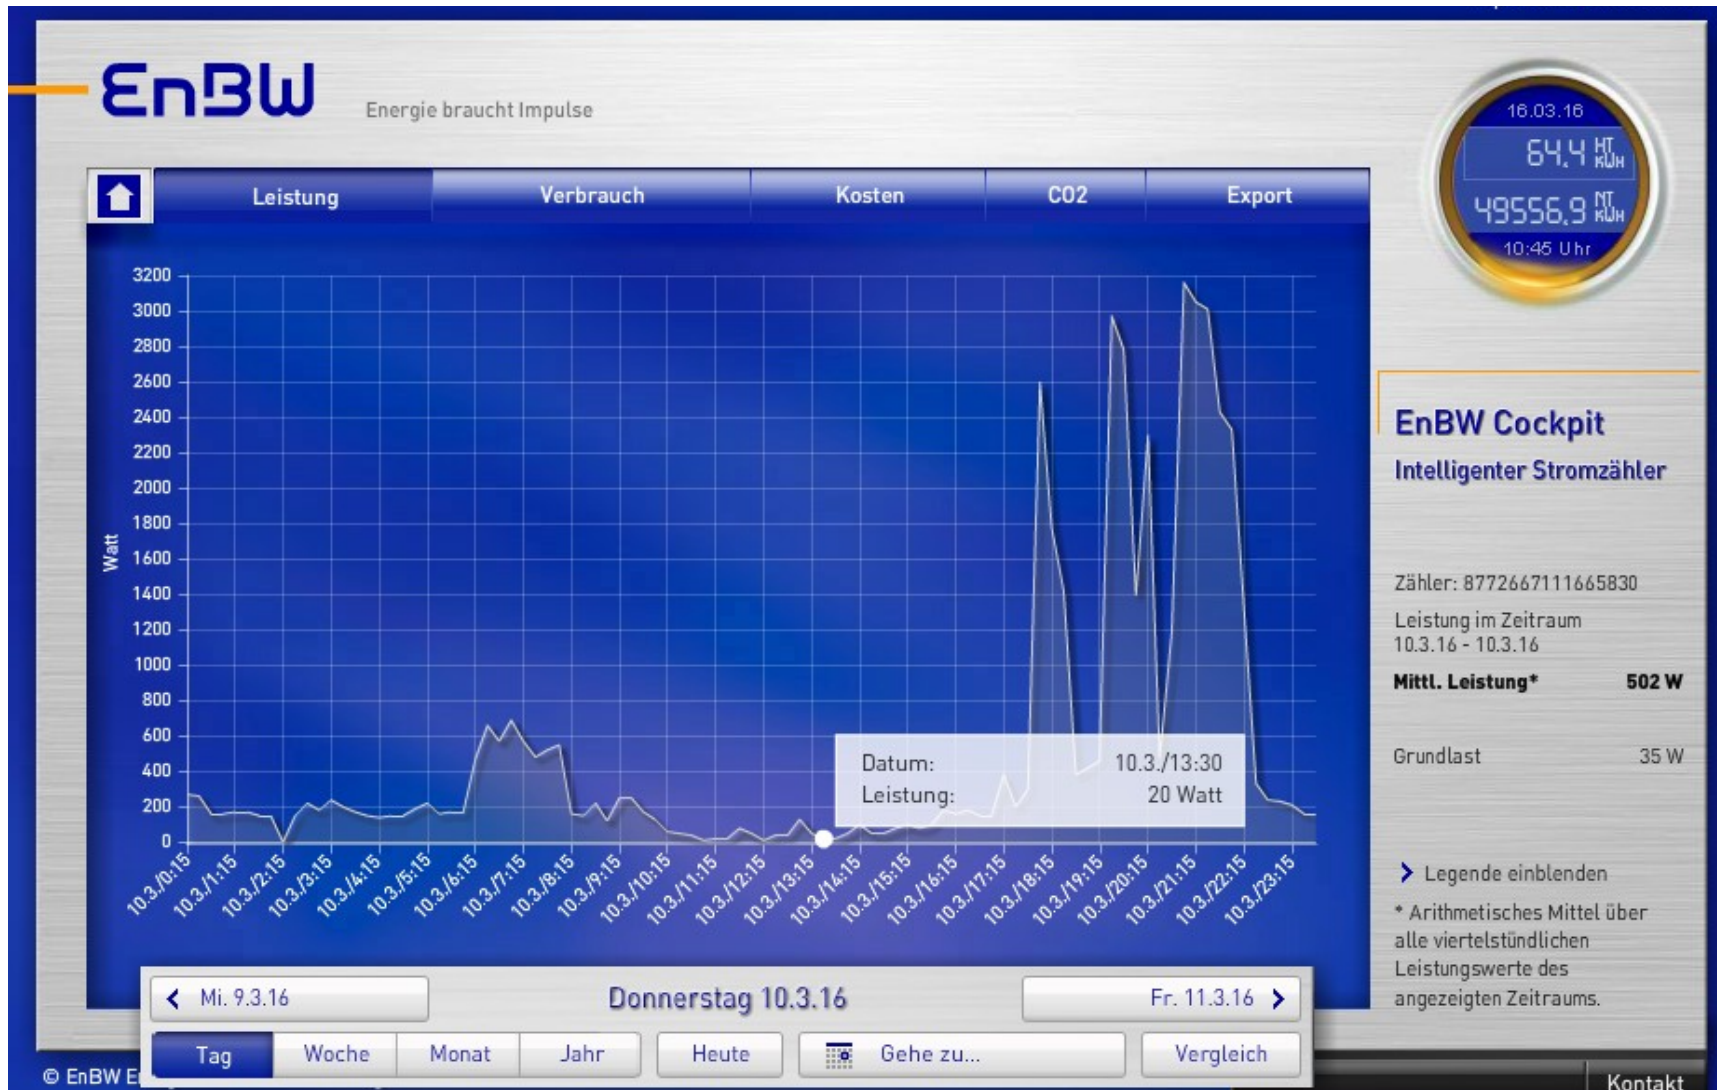 EnBW
Energie braucht Impulse
16.03.16
64,4 HT KWH
49556,9 NT KWH
10:45 Uhr
Leistung Verbrauch Kosten CO2 Export
3200
3000
2800
2600
2400
2200
2000
1800
1600
1400
1200
1000
800
600
400
200
0
Watt
Datum: 10.3./13:30
Leistung: 20 Watt
10.3./0:15
10.3./1:15
10.3./2:15
10.3./3:15
10.3./4:15
10.3./5:15
10.3./6:15
10.3./7:15
10.3./8:15
10.3./9:15
10.3./10:15
10.3./11:15
10.3./12:15
10.3./13:15
10.3./14:15
10.3./15:15
10.3./16:15
10.3./17:15
10.3./18:15
10.3./19:15
10.3./20:15
10.3./21:15
10.3./22:15
10.3./23:15
EnBW Cockpit
Intelligenter Stromzähler
Zähler: 8772667111665830
Leistung im Zeitraum
10.3.16 - 10.3.16
Mittl. Leistung* 502 W
Grundlast 35 W
Legende einblenden
* Arithmetisches Mittel über
alle viertelstündlichen
Leistungswerte des
angezeigten Zeitraums.
Mi. 9.3.16 Donnerstag 10.3.16 Fr. 11.3.16
Tag Woche Monat Jahr Heute Gehe zu... Vergleich
© EnBW
Kontakt